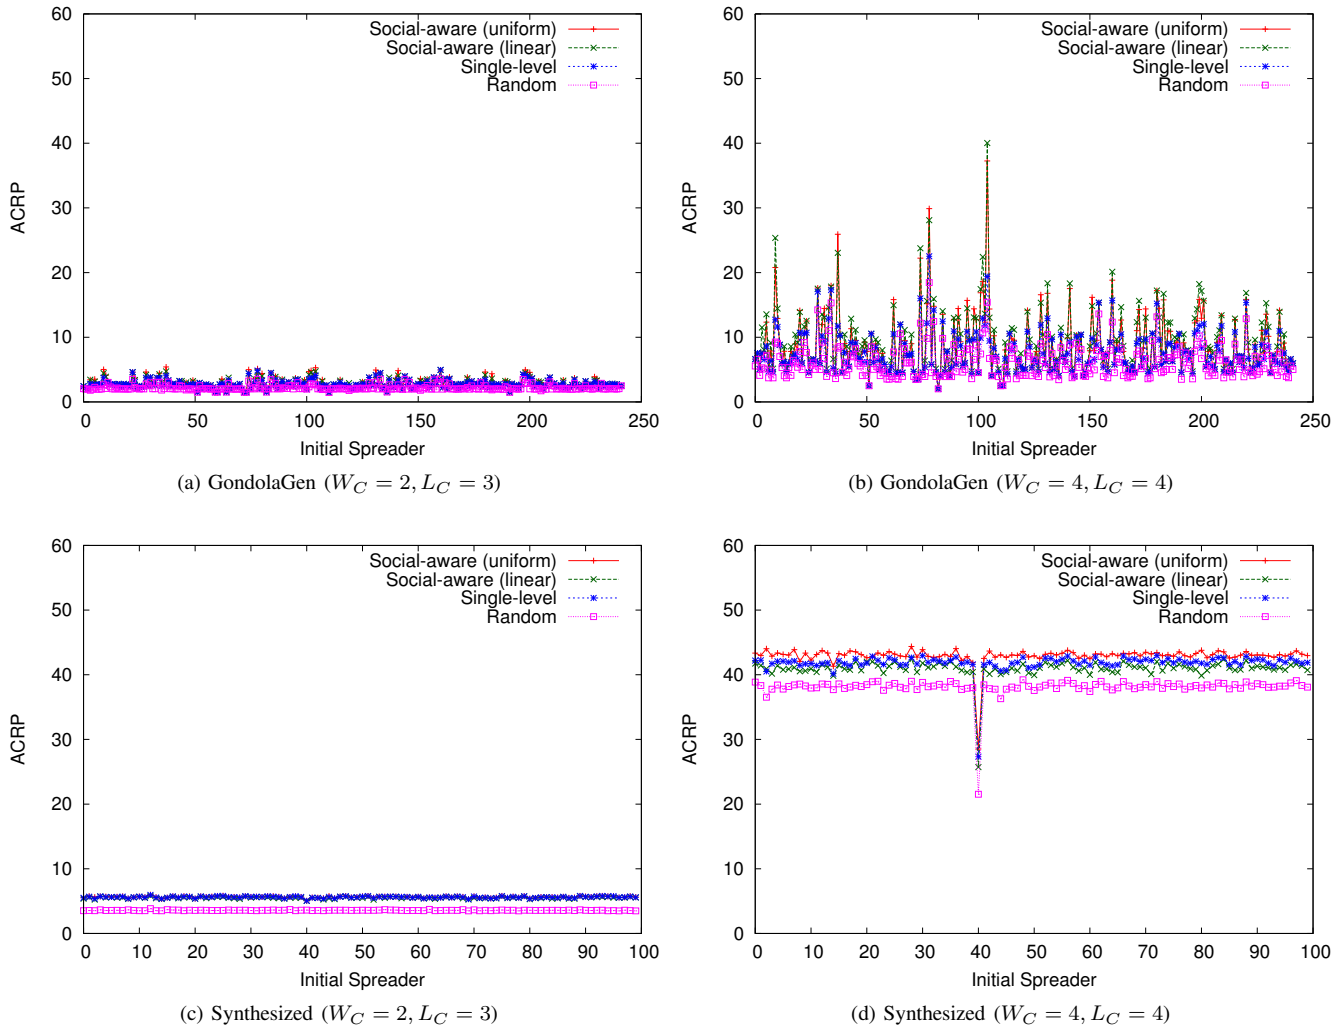 Social-aware (uniform)
Social-aware (linear)
Single-level
Random
60
50
40
30
20
10
0
ACRP
0 50 100 150 200 250
Initial Spreader
(a) GondolaGen (W_C = 2, L_C = 3)
Social-aware (uniform)
Social-aware (linear)
Single-level
Random
60
50
40
30
20
10
0
ACRP
0 50 100 150 200 250
Initial Spreader
(b) GondolaGen (W_C = 4, L_C = 4)
Social-aware (uniform)
Social-aware (linear)
Single-level
Random
60
50
40
30
20
10
0
ACRP
0 10 20 30 40 50 60 70 80 90 100
Initial Spreader
(c) Synthesized (W_C = 2, L_C = 3)
Social-aware (uniform)
Social-aware (linear)
Single-level
Random
60
50
40
30
20
10
0
ACRP
0 10 20 30 40 50 60 70 80 90 100
Initial Spreader
(d) Synthesized (W_C = 4, L_C = 4)